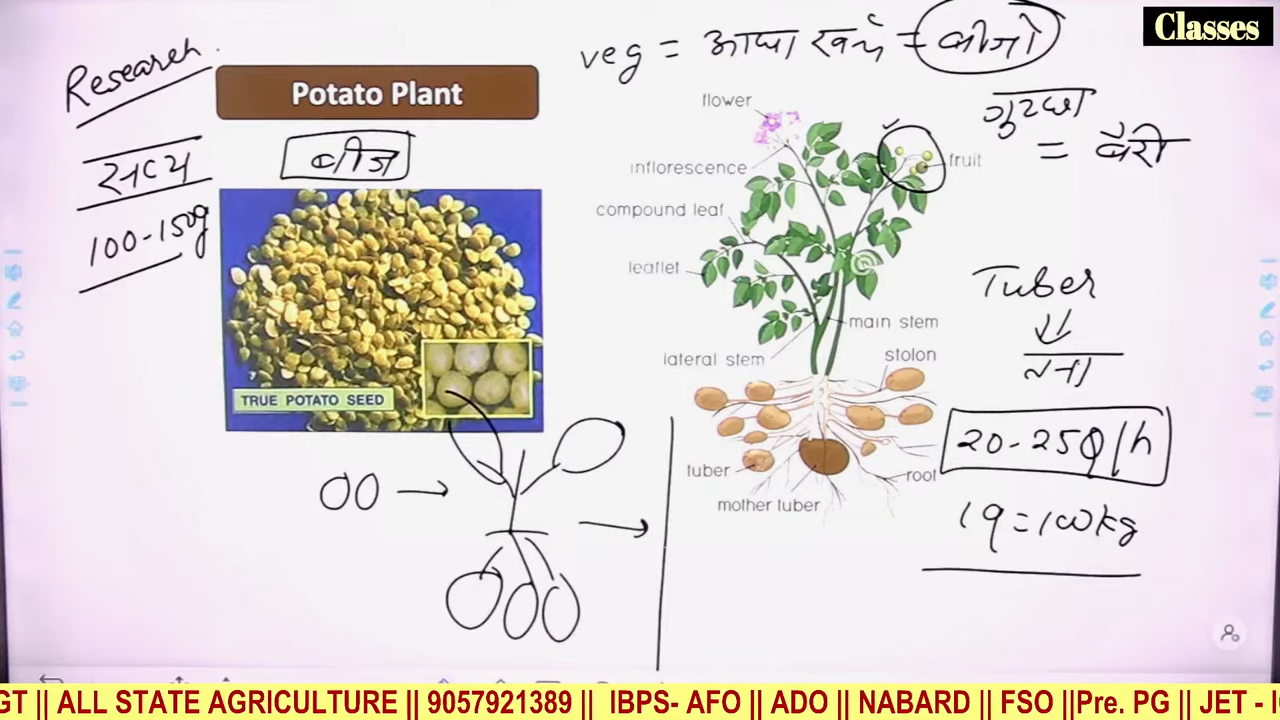 Classes
Research.
veg = आधा खर्च = बीजों
Potato Plant
= बैरी
सत्य
बीज
100-150g
flower
inflorescence
fruit
compound leaf
leaflet
Tuber
main stem
lateral stem
stolon
तना
TRUE POTATO SEED
20-25Q/h
tuber
root
mother tuber
1q = 100kg
GT || ALL STATE AGRICULTURE || 9057921389 || IBPS- AFO || ADO || NABARD || FSO ||Pre. PG || JET -